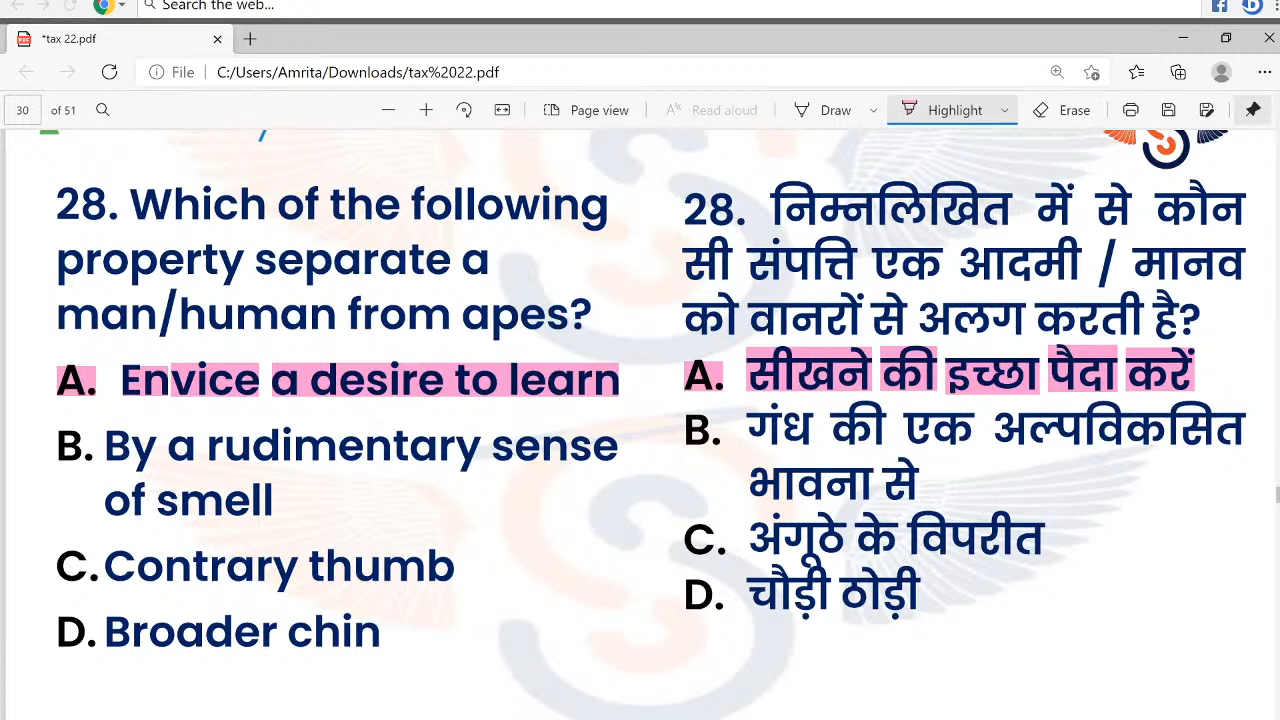 Search the web...
*tax 22.pdf
File C:/Users/Amrita/Downloads/tax%2022.pdf
30 of 51 Page view Read aloud Draw Highlight Erase
28. Which of the following
property separate a
man/human from apes?
A. Envice a desire to learn
B. By a rudimentary sense
of smell
C. Contrary thumb
D. Broader chin
28. निम्नलिखित में से कौन
सी संपत्ति एक आदमी / मानव
को वानरों से अलग करती है?
A. सीखने की इच्छा पैदा करें
B. गंध की एक अल्पविकसित
भावना से
C. अंगूठे के विपरीत
D. चौड़ी ठोड़ी